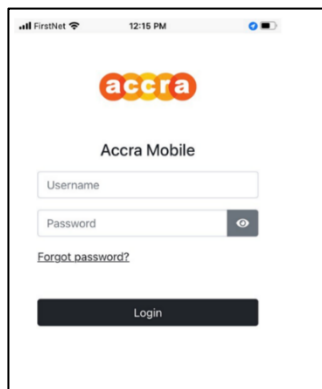 FirstNet 12:15 PM
accra
Accra Mobile
Username
Password
Forgot password?
Login